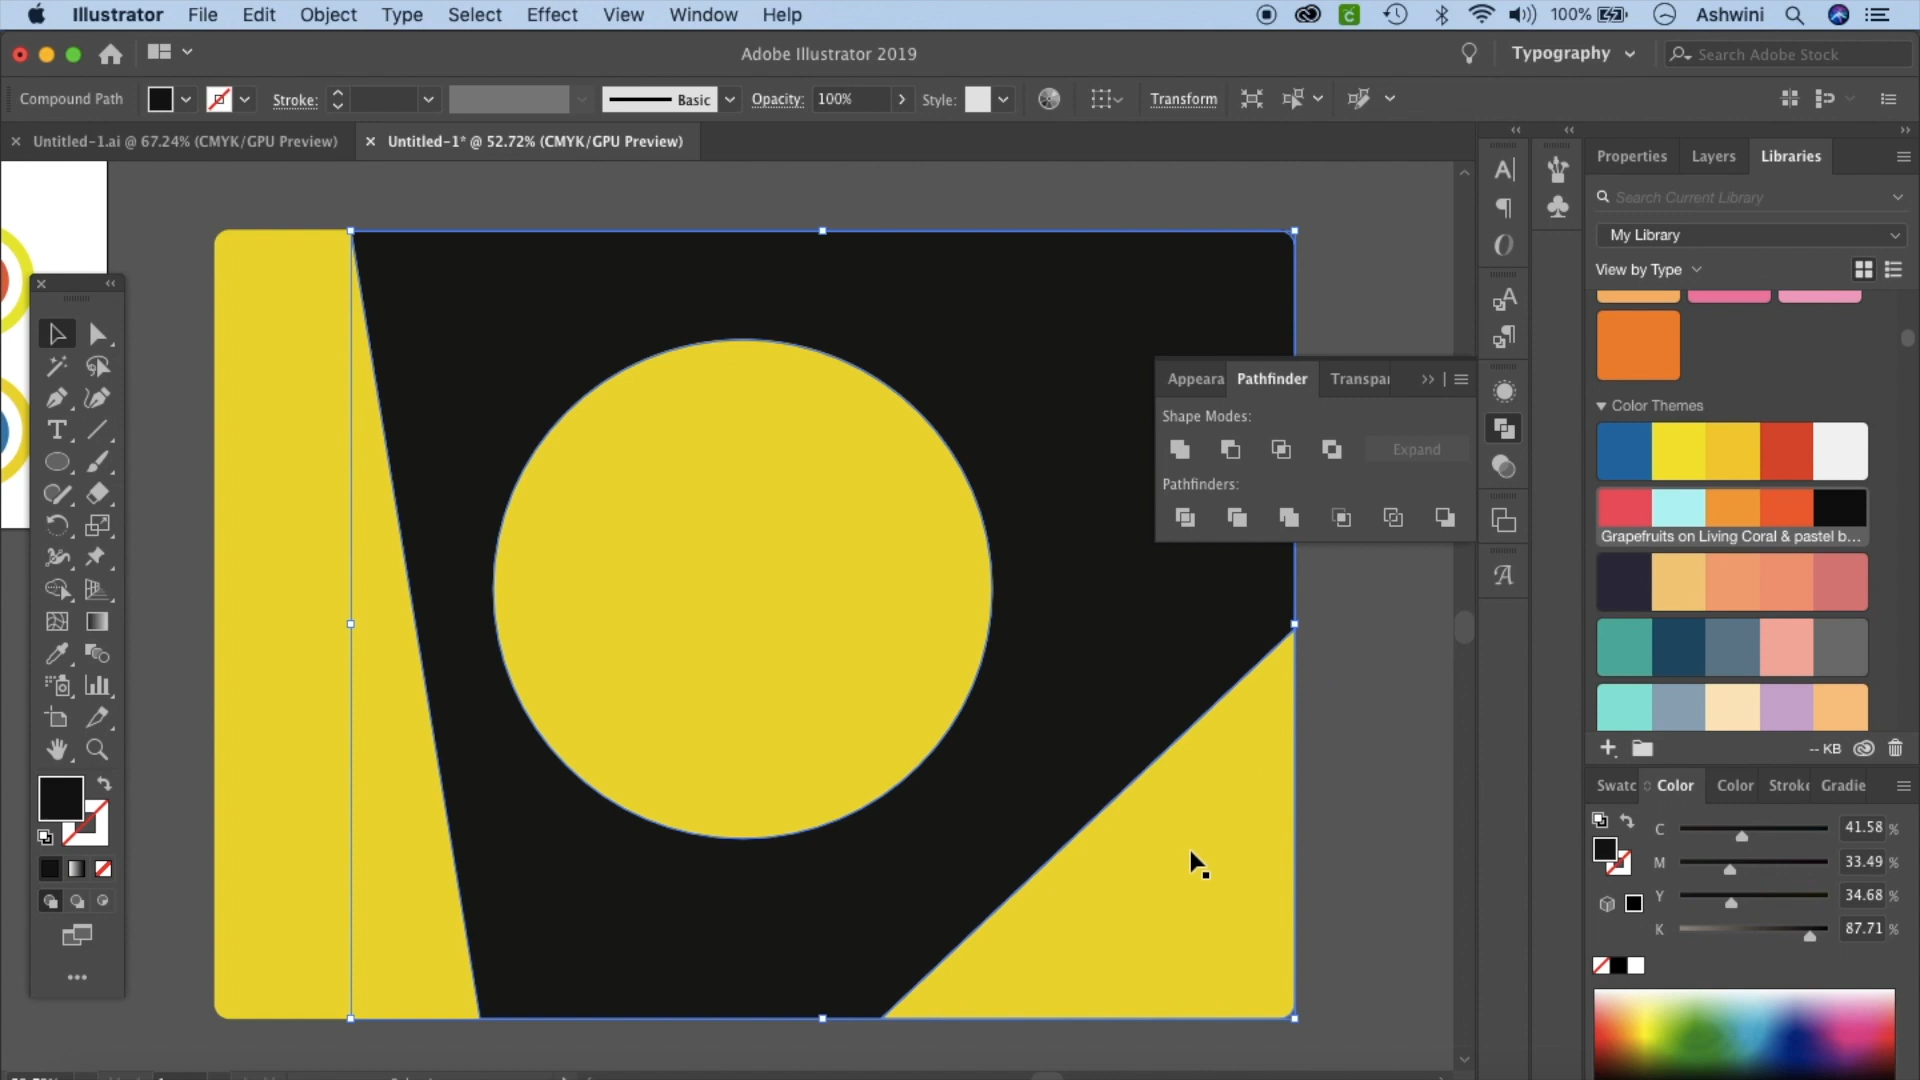 Illustrator File Edit Object Type Select Effect View Window Help 100% Ashwini
Adobe Illustrator 2019 Typography Search Adobe Stock
Compound Path Stroke: Basic Opacity: 100% Style: Transform
Untitled-1.ai @ 67.24% (CMYK/GPU Preview) Untitled-1* @ 52.72% (CMYK/GPU Preview)
Properties Layers Libraries
Search Current Library
My Library
View by Type
Appeara Pathfinder Transpar
Shape Modes:
Expand
Pathfinders:
Color Themes
Grapefruits on Living Coral & pastel b...
-- KB
Swatc Color Color Stroke Gradie
C 41.58 %
M 33.49 %
Y 34.68 %
K 87.71 %